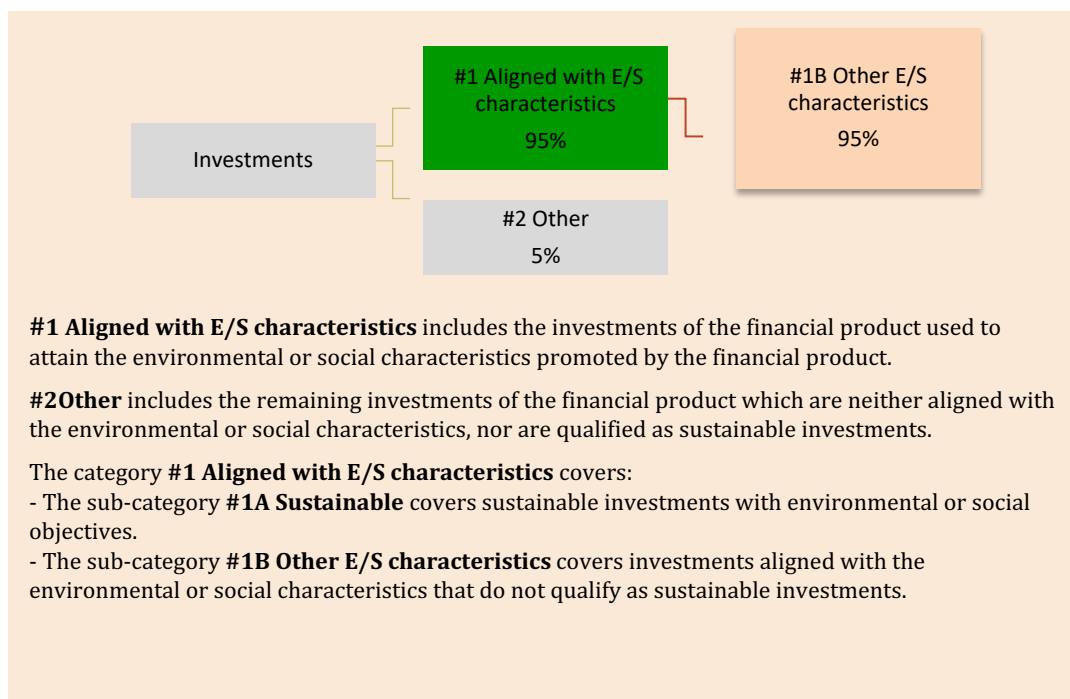 #1 Aligned with E/S
characteristics
95%
#1B Other E/S
characteristics
95%
Investments
#2 Other
5%
#1 Aligned with E/S characteristics includes the investments of the financial product used to
attain the environmental or social characteristics promoted by the financial product.
#2Other includes the remaining investments of the financial product which are neither aligned with
the environmental or social characteristics, nor are qualified as sustainable investments.
The category #1 Aligned with E/S characteristics covers:
- The sub-category #1A Sustainable covers sustainable investments with environmental or social
objectives.
- The sub-category #1B Other E/S characteristics covers investments aligned with the
environmental or social characteristics that do not qualify as sustainable investments.